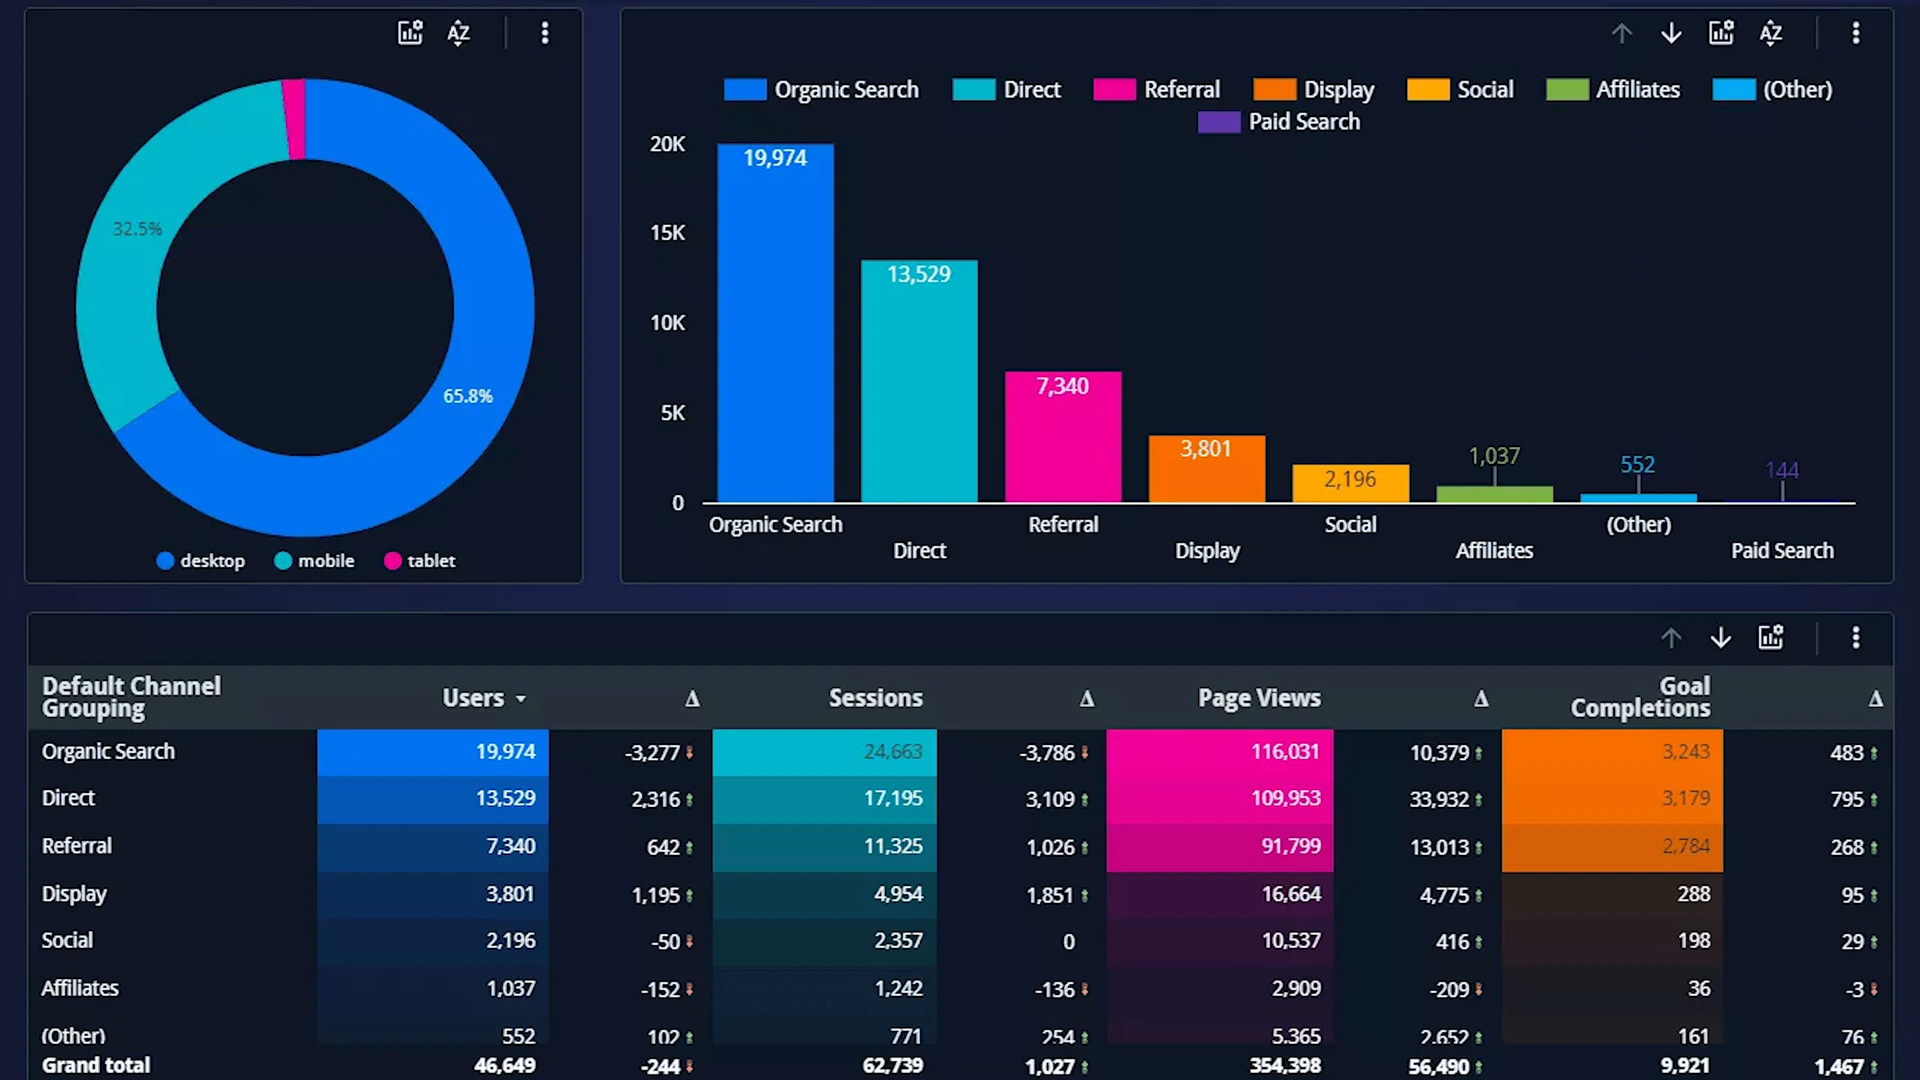 32.5%
65.8%
desktop mobile tablet
Organic Search Direct Referral Display Social Affiliates (Other)
Paid Search
20K
15K
10K
5K
0
19,974
13,529
7,340
3,801
2,196
1,037
552
144
Organic Search Referral Social (Other)
Direct Display Affiliates Paid Search
Default Channel Grouping Users Δ Sessions Δ Page Views Δ Goal Completions Δ
Organic Search 19,974 -3,277 24,663 -3,786 116,031 10,379 3,243 483
Direct 13,529 2,316 17,195 3,109 109,953 33,932 3,179 795
Referral 7,340 642 11,325 1,026 91,799 13,013 2,784 268
Display 3,801 1,195 4,954 1,851 16,664 4,775 288 95
Social 2,196 -50 2,357 0 10,537 416 198 29
Affiliates 1,037 -152 1,242 -136 2,909 -209 36 -3
(Other) 552 102 771 254 5,365 2,652 161 76
Grand total 46,649 -244 62,739 1,027 354,398 56,490 9,921 1,467